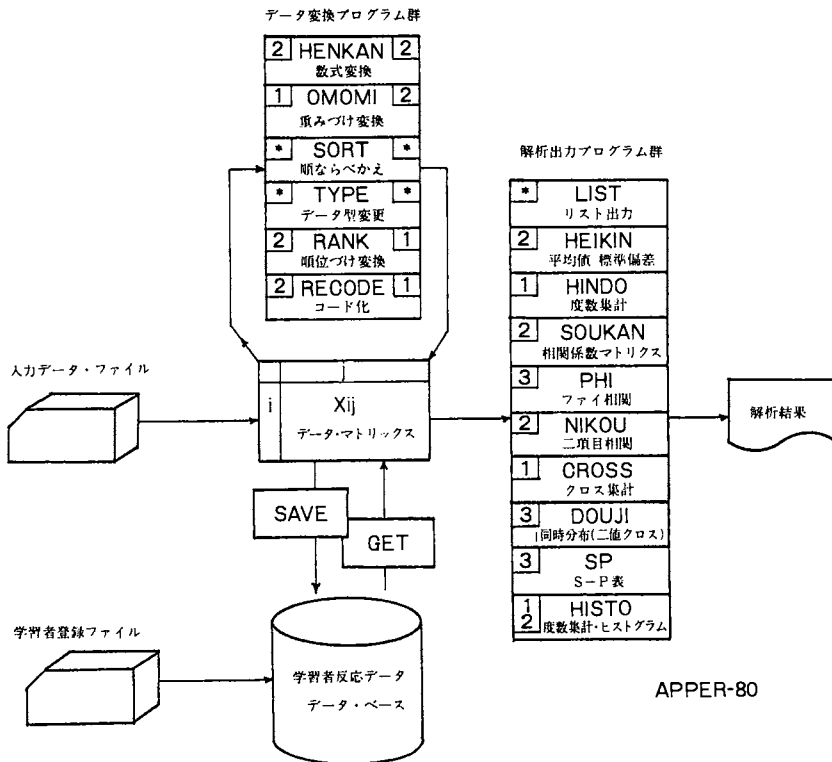 データ変換プログラム群
2 HENKAN 2
数式変換
1 OMOMI 2
重みづけ変換
* SORT *
順ならべかえ
* TYPE *
データ型変更
2 RANK 1
順位づけ変換
2 RECODE 1
コード化
解析出力プログラム群
* LIST
リスト出力
2 HEIKIN
平均値 標準偏差
1 HINDO
度数集計
2 SOUKAN
相関係数マトリクス
3 PHI
ファイ相関
2 NIKOU
二項目相関
1 CROSS
クロス集計
3 DOUJI
同時分布(二値クロス)
3 SP
S-P表
1 2 HISTO
度数集計・ヒストグラム
入力データ・ファイル
i Xij
データ・マトリックス
解析結果
SAVE
GET
学習者登録ファイル
学習者反応データ
データ・ベース
APPER-80